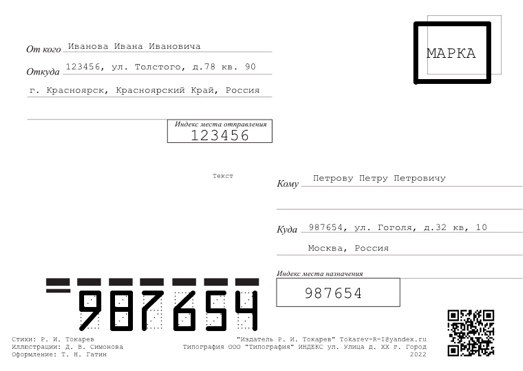 МАРКА
От кого Иванова Ивана Ивановича
Откуда 123456, ул. Толстого, д.78 кв. 90
г. Красноярск, Красноярский Край, Россия
Индекс места отправления
123456
Текст
Кому Петрову Петру Петровичу
Куда 987654, ул. Гоголя, д.32 кв, 10
Москва, Россия
Индекс места назначения
987654
987654
Стихи: Р. И. Токарев
Иллюстрации: Д. В. Симонова
Оформление: Т. Н. Гатин
"Издатель Р. И. Токарев" Tokarev-R-I@yandex.ru
Типография ООО "Типография" ИНДЕКС ул. Улица д. XX г. Город
2022